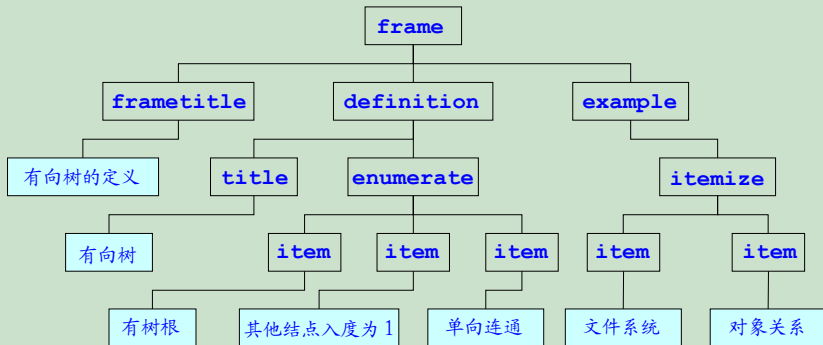 frame
frametitle definition example
有向树的定义 title enumerate itemize
有向树 item item item item item
有树根 其他结点入度为 1 单向连通 文件系统 对象关系